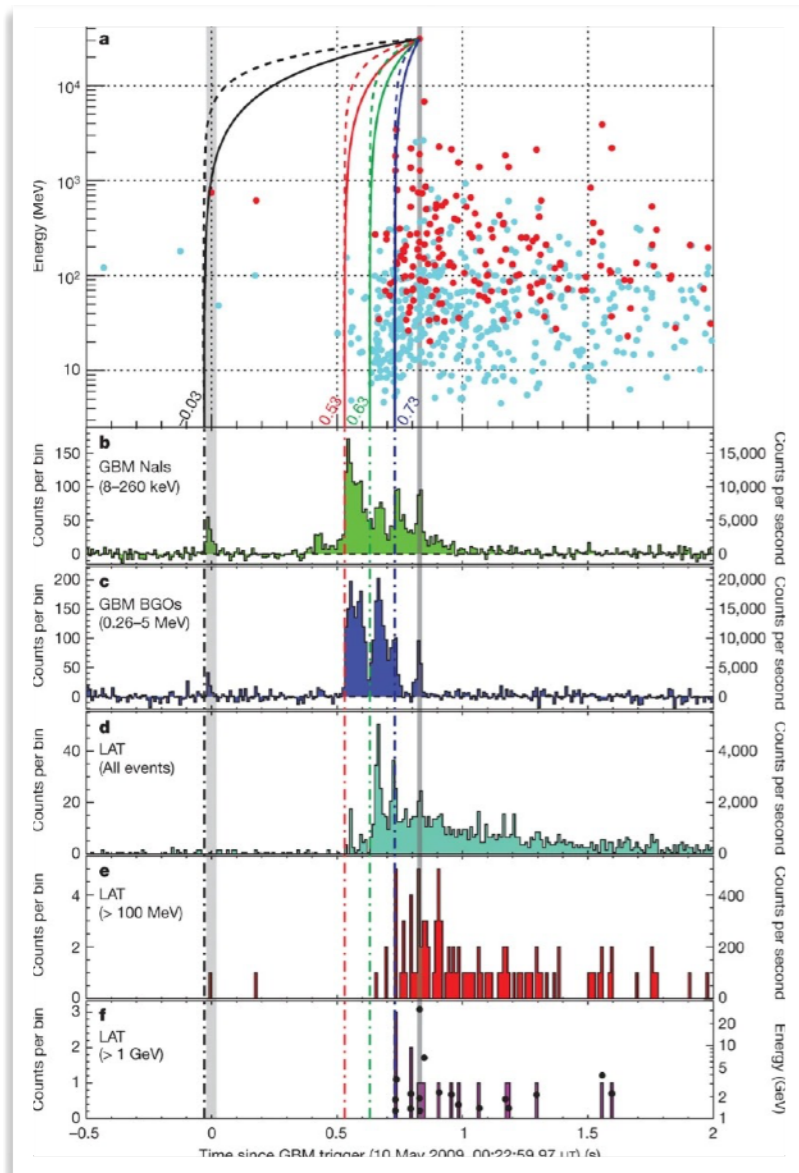 a
10⁴
10³
10²
10
Energy (MeV)
–0.03
0.53
0.63
0.73
b
GBM NaIs
(8–260 keV)
150
100
50
0
Counts per bin
15,000
10,000
5,000
0
Counts per second
c
GBM BGOs
(0.26–5 MeV)
200
150
100
50
0
Counts per bin
20,000
15,000
10,000
5,000
0
Counts per second
d
LAT
(All events)
40
20
0
Counts per bin
4,000
2,000
0
Counts per second
e
LAT
(> 100 MeV)
4
2
0
Counts per bin
400
200
0
Counts per second
f
LAT
(> 1 GeV)
3
2
1
0
Counts per bin
20
10
5
2
1
Energy (GeV)
–0.5
0
0.5
1
1.5
2
Time since GBM trigger (10 May 2009, 00:22:59.97 UT) (s)